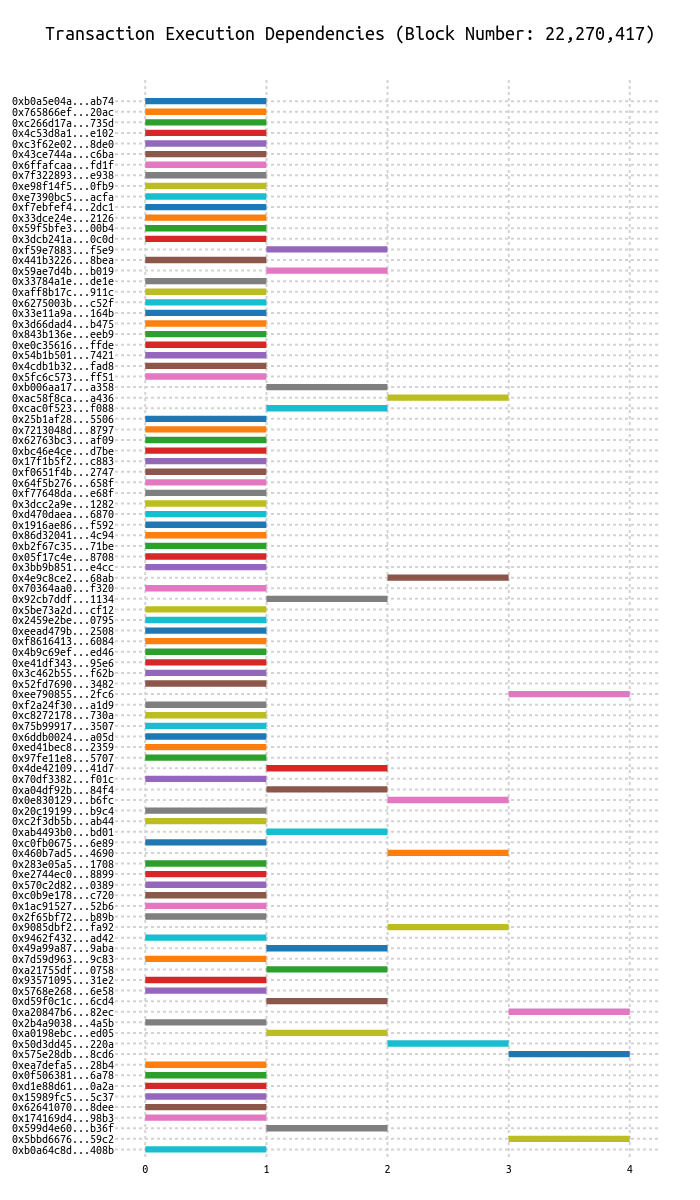 Transaction Execution Dependencies (Block Number: 22,270,417)
0xb0a5e04a...ab74
0x765866ef...20ac
0xc266d17a...735d
0x4c53d8a1...e102
0xc3f62e02...8de0
0x43ce744a...c6ba
0x6ffafcaa...fd1f
0x7f322893...e938
0xe98f14f5...0fb9
0xe7390bc5...acfa
0xf7ebfef4...2dc1
0x33dce24e...2126
0x59f5bfe3...00b4
0x3dcb241a...0c0d
0xf59e7883...f5e9
0x441b3226...8bea
0x59ae7d4b...b019
0x33784a1e...de1e
0xaff8b17c...911c
0x6275003b...c52f
0x33e11a9a...164b
0x3d66dad4...b475
0x843b136e...eeb9
0xe0c35616...ffde
0x54b1b501...7421
0x4cdb1b32...fad8
0x5fc6c573...ff51
0xb006aa17...a358
0xac58f8ca...a436
0xcac0f523...f088
0x25b1af28...5506
0x7213048d...8797
0x62763bc3...af09
0xbc46e4ce...d7be
0x17f1b5f2...c883
0xf0651f4b...2747
0x64f5b276...658f
0xf77648da...e68f
0x3dcc2a9e...1282
0xd470daea...6870
0x1916ae86...f592
0x86d32041...4c94
0xb2f67c35...71be
0x05f17c4e...8708
0x3bb9b851...e4cc
0x4e9c8ce2...68ab
0x70364aa0...f320
0x92cb7ddf...1134
0x5be73a2d...cf12
0x2459e2be...0795
0xeead479b...2508
0xf8616413...6084
0x4b9c69ef...ed46
0xe41df343...95e6
0x3c462b55...f62b
0x52fd7690...3482
0xee790855...2fc6
0xf2a24f30...a1d9
0xc8272178...730a
0x75b99917...3507
0x6ddb0024...a05d
0xed41bec8...2359
0x97fe11e8...5707
0x4de42109...41d7
0x70df3382...f01c
0xa04df92b...84f4
0x0e830129...b6fc
0x20c19199...b9c4
0xc2f3db5b...ab44
0xab4493b0...bd01
0xc0fb0675...6e89
0x460b7ad5...4690
0x283e05a5...1708
0xe2744ec0...8899
0x570c2d82...0389
0xc0b9e178...c720
0x1ac91527...52b6
0x2f65bf72...b89b
0x9085dbf2...fa92
0x9462f432...ad42
0x49a99a87...9aba
0x7d59d963...9c83
0xa21755df...0758
0x93571095...31e2
0x5768e268...6e58
0xd59f0c1c...6cd4
0xa20847b6...82ec
0x2b4a9038...4a5b
0xa0198ebc...ed05
0x50d3dd45...220a
0x575e28db...8cd6
0xea7defa5...28b4
0x0f506381...6a78
0xd1e88d61...0a2a
0x15989fc5...5c37
0x62641070...8dee
0x174169d4...98b3
0x599d4e60...b36f
0x5bbd6676...59c2
0xb0a64c8d...408b
0 1 2 3 4